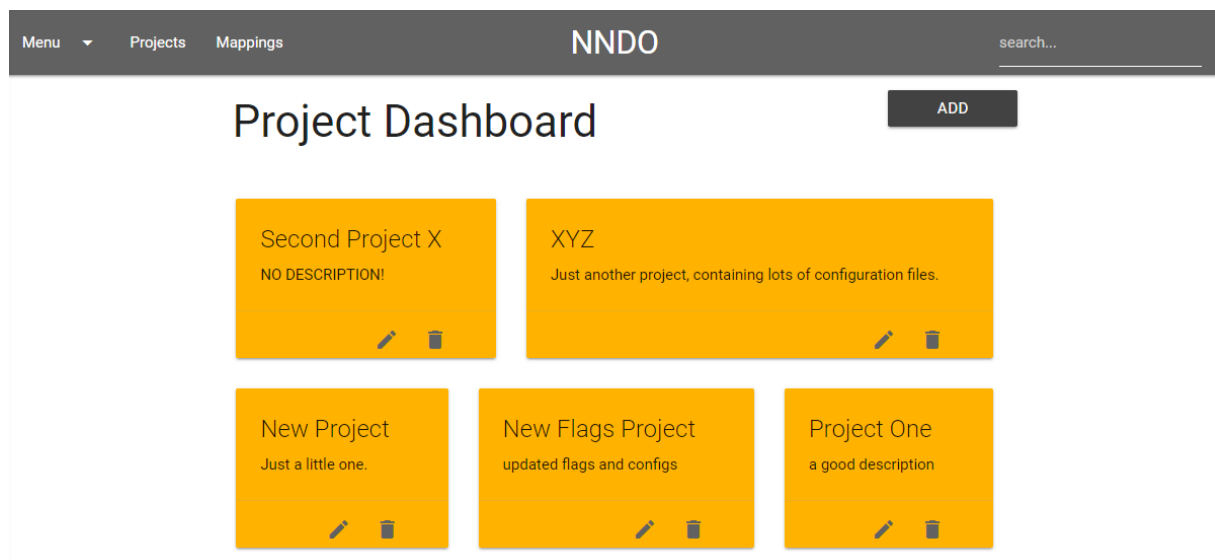 Menu Projects Mappings NNDO search...
Project Dashboard ADD
Second Project X
NO DESCRIPTION!
XYZ
Just another project, containing lots of configuration files.
New Project
Just a little one.
New Flags Project
updated flags and configs
Project One
a good description